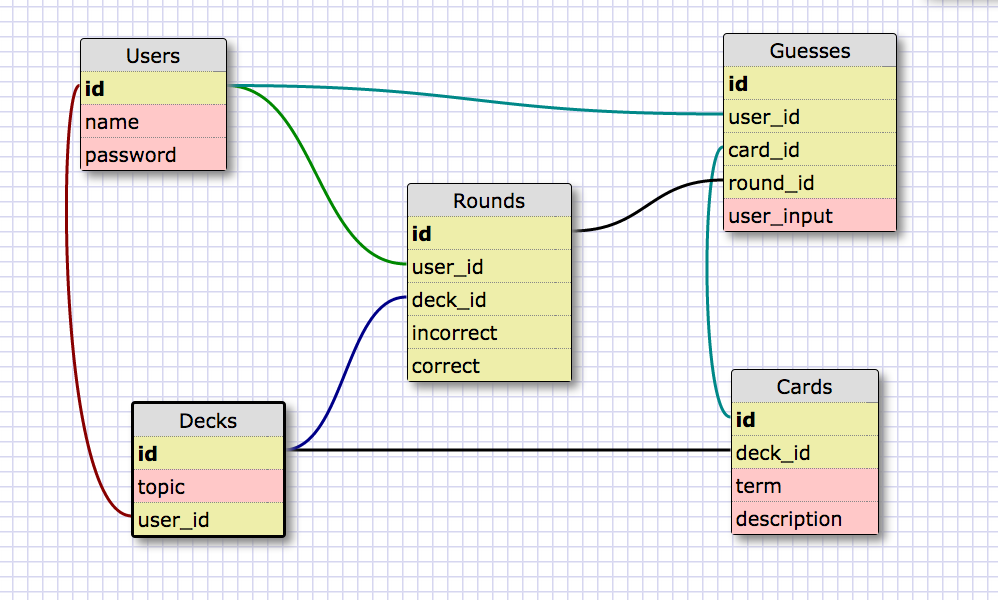 Users
id
name
password
Guesses
id
user_id
card_id
round_id
user_input
Rounds
id
user_id
deck_id
incorrect
correct
Decks
id
topic
user_id
Cards
id
deck_id
term
description